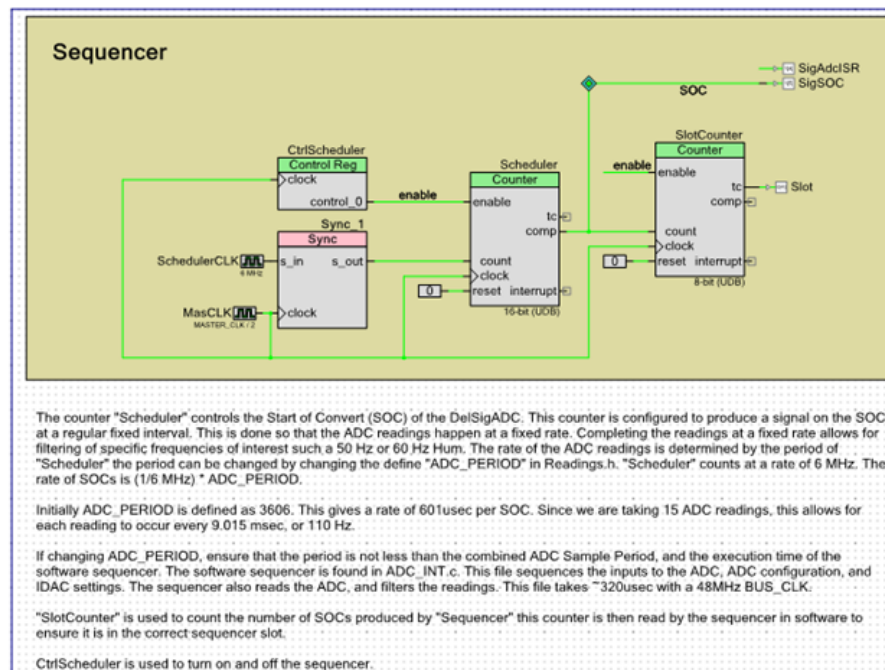 Sequencer
SigAdcISR
SigSOC
SOC
SlotCounter
Counter
enable
enable
tc
Slot
comp
count
clock
0
reset
interrupt
8-bit (UDB)
CtrlScheduler
Control Reg
clock
control_0
enable
Scheduler
Counter
enable
tc
comp
count
clock
0
reset
interrupt
16-bit (UDB)
Sync_1
Sync
SchedulerCLK
6 MHz
s_in
s_out
MasCLK
MASTER_CLK / 2
clock
The counter "Scheduler" controls the Start of Convert (SOC) of the DelSigADC. This counter is configured to produce a signal on the SOC
at a regular fixed interval. This is done so that the ADC readings happen at a fixed rate. Completing the readings at a fixed rate allows for
filtering of specific frequencies of interest such a 50 Hz or 60 Hz Hum. The rate of the ADC readings is determined by the period of
"Scheduler" the period can be changed by changing the define "ADC_PERIOD" in Readings.h. "Scheduler" counts at a rate of 6 MHz. The
rate of SOCs is (1/6 MHz) * ADC_PERIOD.
Initially ADC_PERIOD is defined as 3606. This gives a rate of 601usec per SOC. Since we are taking 15 ADC readings, this allows for
each reading to occur every 9.015 msec, or 110 Hz.
If changing ADC_PERIOD, ensure that the period is not less than the combined ADC Sample Period, and the execution time of the
software sequencer. The software sequencer is found in ADC_INT.c. This file sequences the inputs to the ADC, ADC configuration, and
IDAC settings. The sequencer also reads the ADC, and filters the readings. This file takes ~320usec with a 48MHz BUS_CLK.
"SlotCounter" is used to count the number of SOCs produced by "Sequencer" this counter is then read by the sequencer in software to
ensure it is in the correct sequencer slot.
CtrlScheduler is used to turn on and off the sequencer.